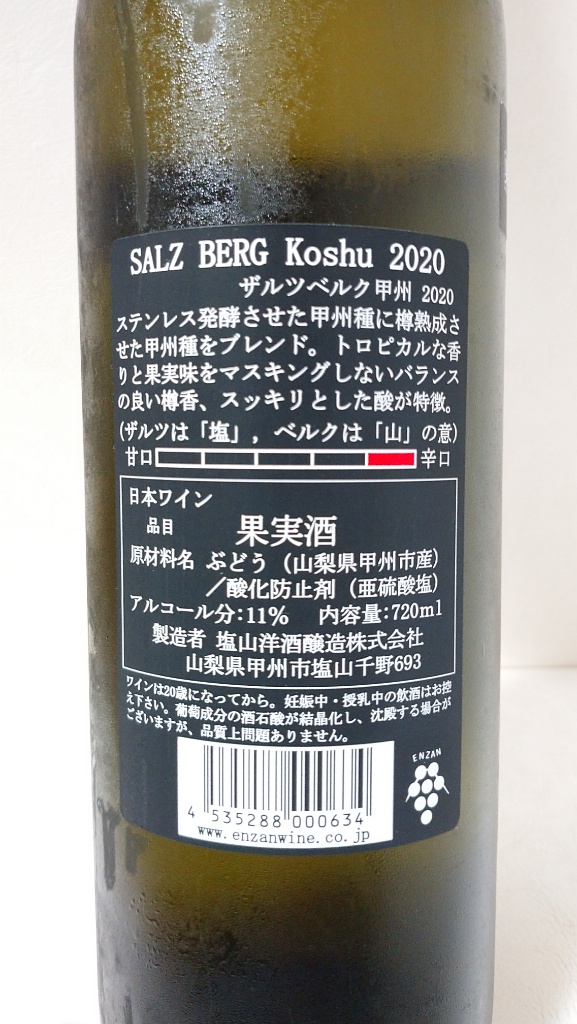 SALZ BERG Koshu 2020
ザルツベルク甲州 2020
ステンレス発酵させた甲州種に樽熟成さ
せた甲州種をブレンド。トロピカルな香
りと果実味をマスキングしないバランス
の良い樽香、スッキリとした酸が特徴。
(ザルツは「塩」, ベルクは「山」の意)
甘口 辛口
日本ワイン
品目 果実酒
原材料名 ぶどう (山梨県甲州市産)
／酸化防止剤 (亜硫酸塩)
アルコール分:11% 内容量:720ml
製造者 塩山洋酒醸造株式会社
山梨県甲州市塩山千野693
ワインは20歳になってから。妊娠中・授乳中の飲酒はお控
え下さい。葡萄成分の酒石酸が結晶化し、沈殿する場合が
ございますが、品質上問題ありません。
ENZAN
4 535288 000634
www.enzanwine.co.jp